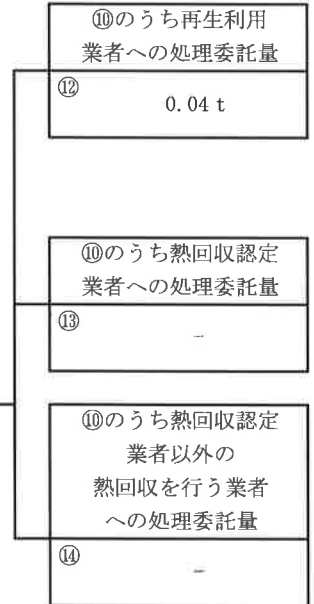 ⑩のうち再生利用
業者への処理委託量
⑫
0.04 t
⑩のうち熱回収認定
業者への処理委託量
⑬
－
⑩のうち熱回収認定
業者以外の
熱回収を行う業者
への処理委託量
⑭
－